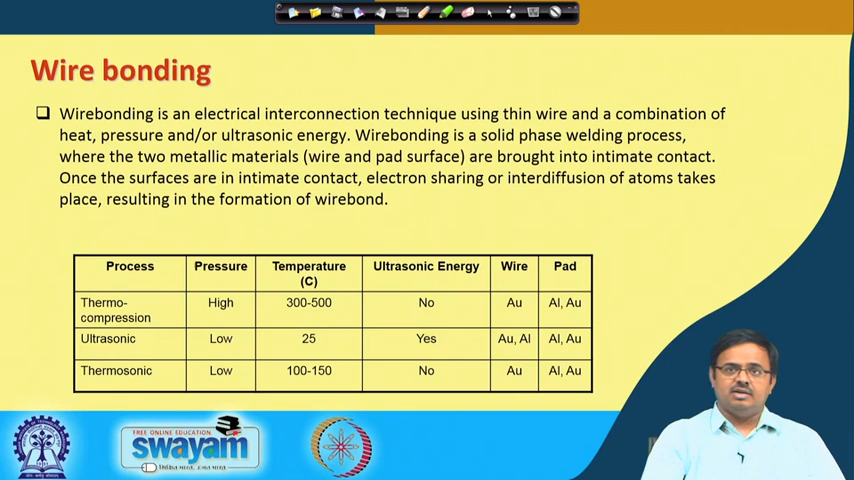 Wire bonding
Wirebonding is an electrical interconnection technique using thin wire and a combination of
heat, pressure and/or ultrasonic energy. Wirebonding is a solid phase welding process,
where the two metallic materials (wire and pad surface) are brought into intimate contact.
Once the surfaces are in intimate contact, electron sharing or interdiffusion of atoms takes
place, resulting in the formation of wirebond.
Process Pressure Temperature (C) Ultrasonic Energy Wire Pad
Thermo-compression High 300-500 No Au Al, Au
Ultrasonic Low 25 Yes Au, Al Al, Au
Thermosonic Low 100-150 No Au Al, Au
FREE ONLINE EDUCATION
swayam